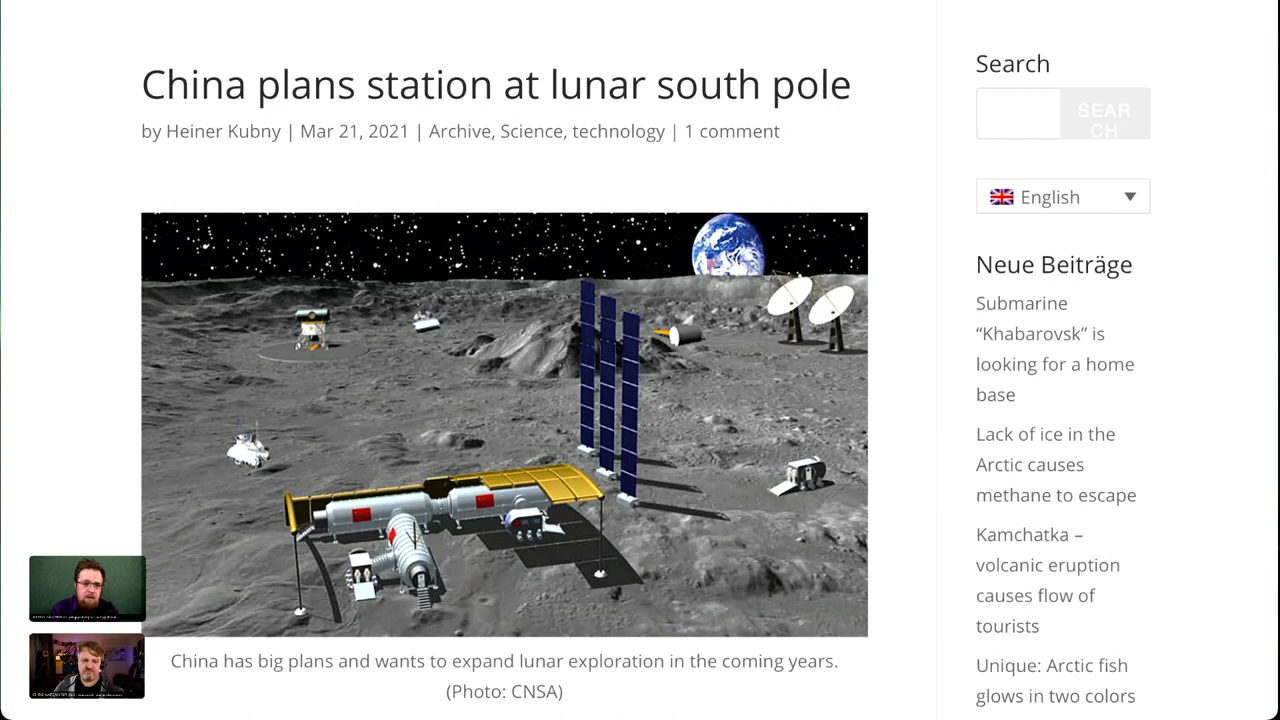 China plans station at lunar south pole
by Heiner Kubny | Mar 21, 2021 | Archive, Science, technology | 1 comment
China has big plans and wants to expand lunar exploration in the coming years.
(Photo: CNSA)
Search
SEAR
CH
English
Neue Beiträge
Submarine
“Khabarovsk” is
looking for a home
base
Lack of ice in the
Arctic causes
methane to escape
Kamchatka –
volcanic eruption
causes flow of
tourists
Unique: Arctic fish
glows in two colors